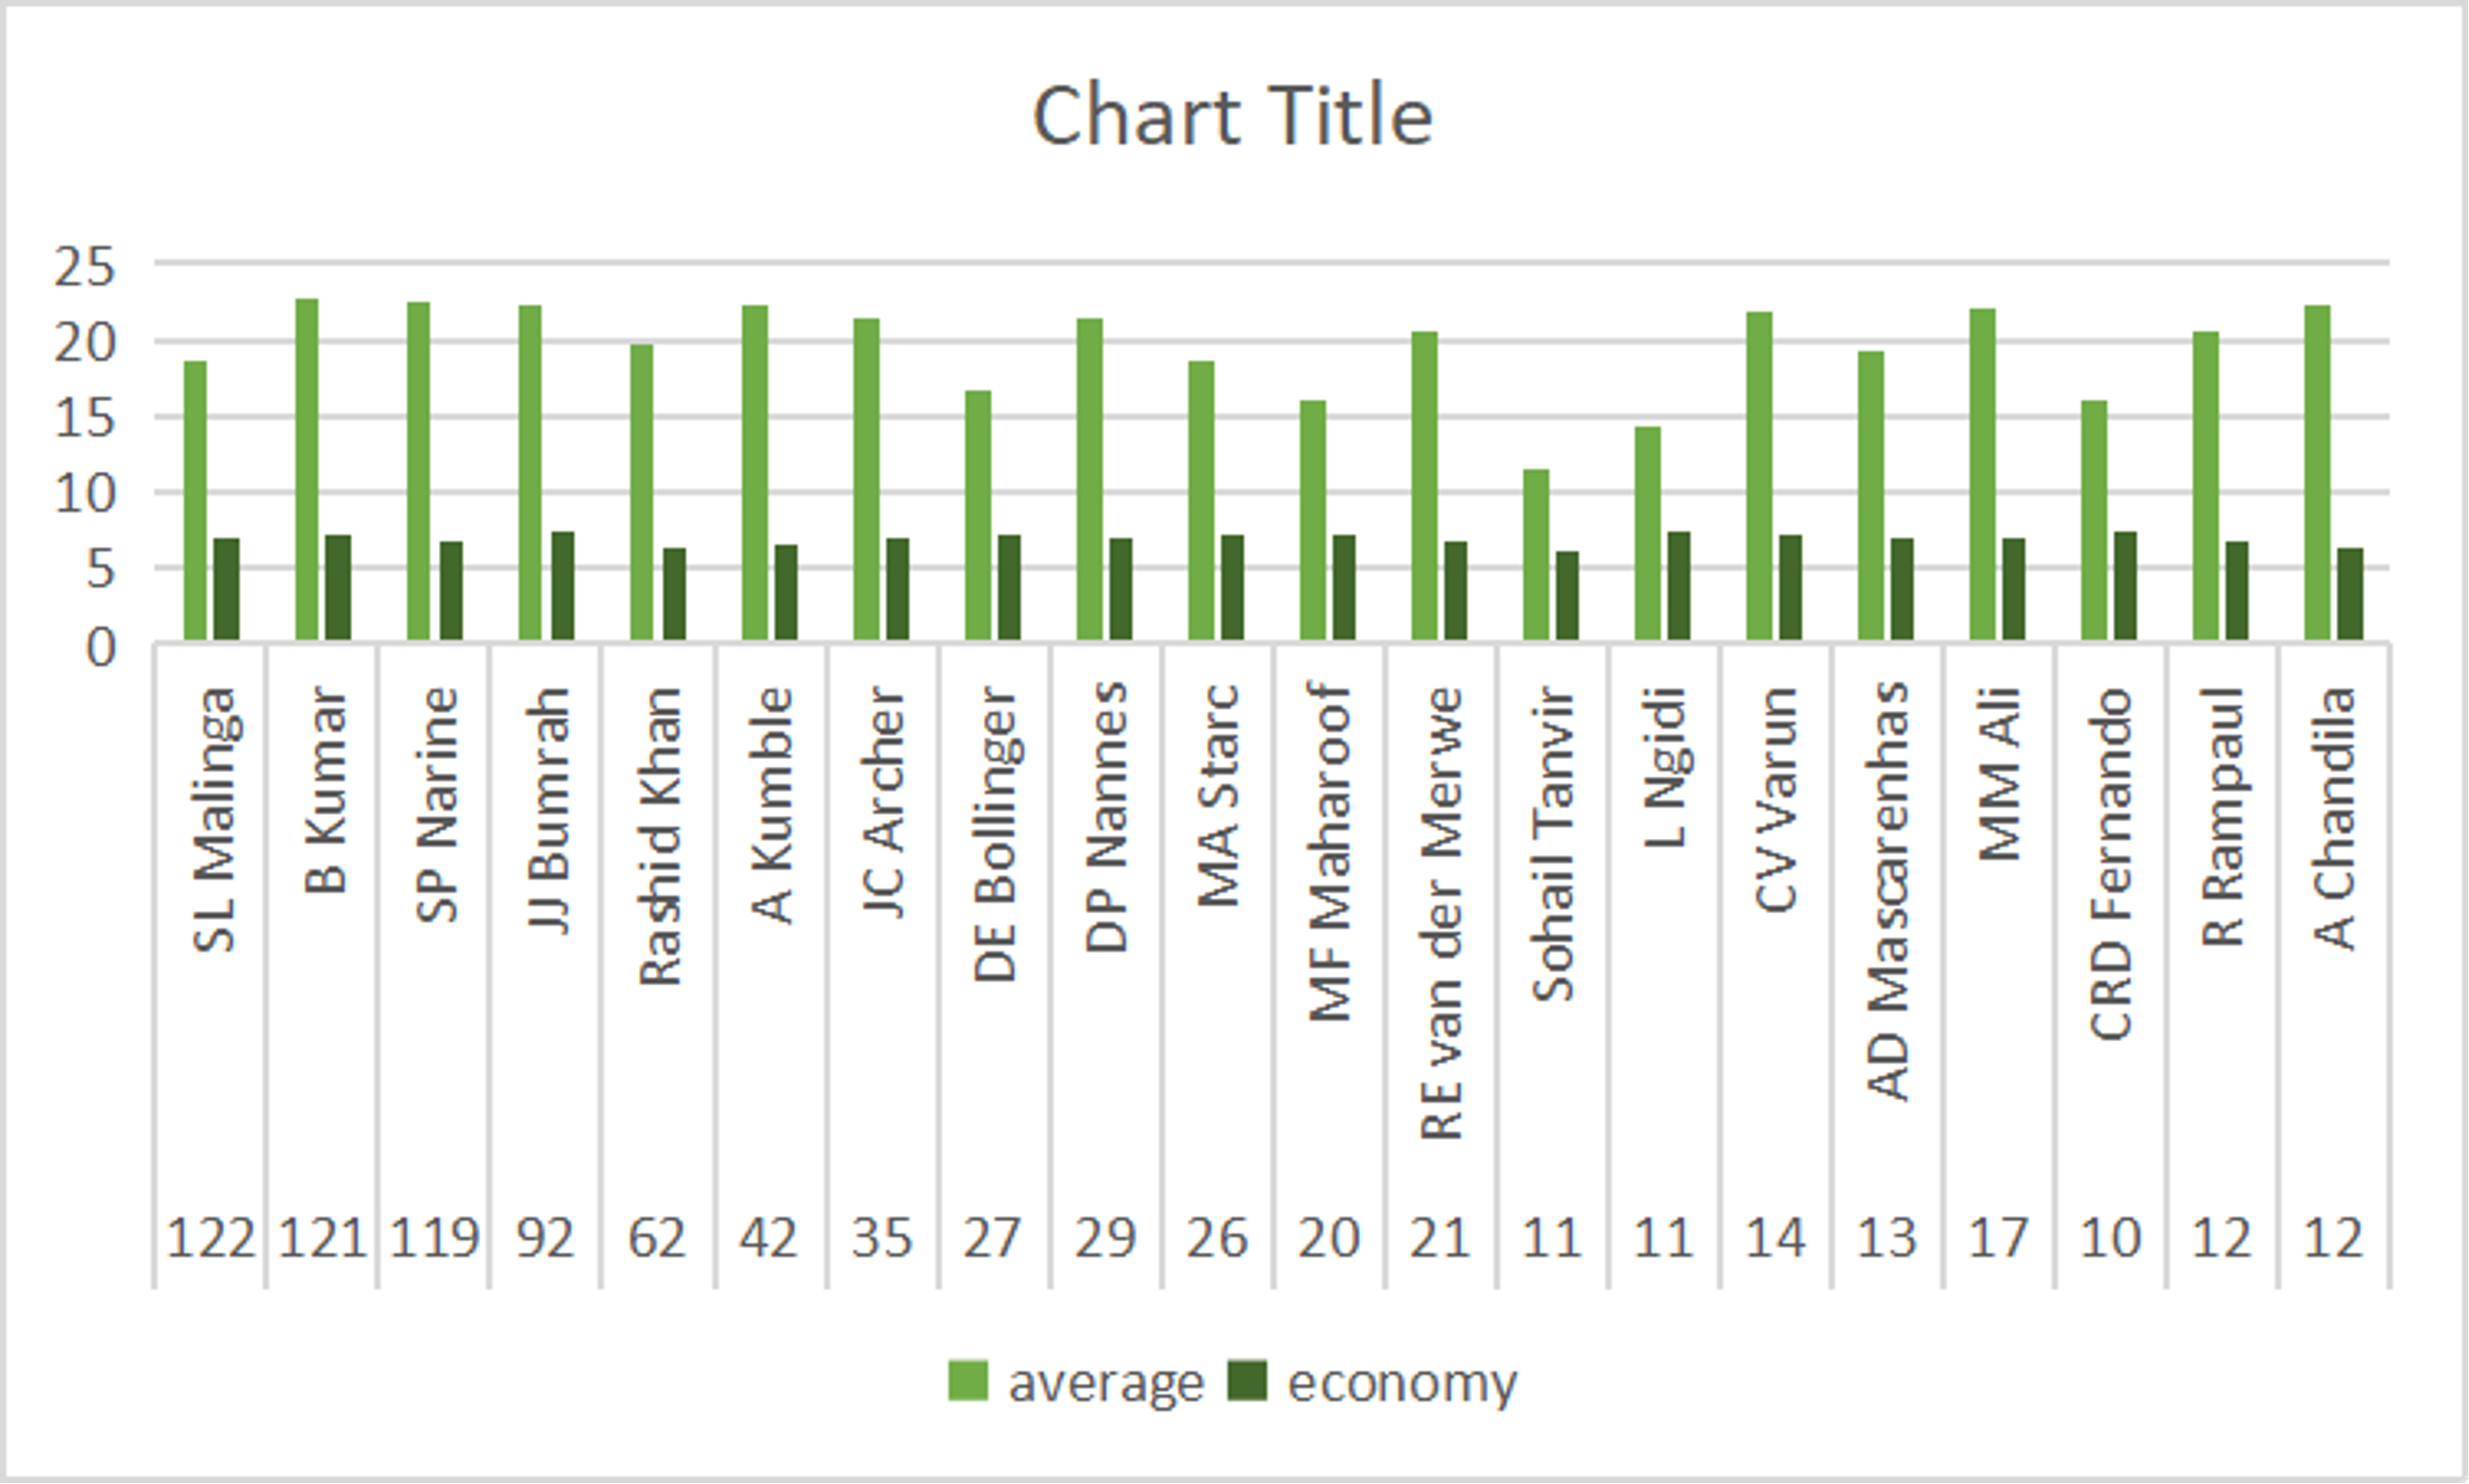 Chart Title
25
20
15
10
5
0
SL Malinga
B Kumar
SP Narine
JJ Bumrah
Rashid Khan
A Kumble
JC Archer
DE Bollinger
DP Nannes
MA Starc
MF Maharoof
RE van der Merwe
Sohail Tanvir
L Ngidi
CV Varun
AD Mascarenhas
MM Ali
CRD Fernando
R Rampaul
A Chandila
122 121 119 92 62 42 35 27 29 26 20 21 11 11 14 13 17 10 12 12
average economy